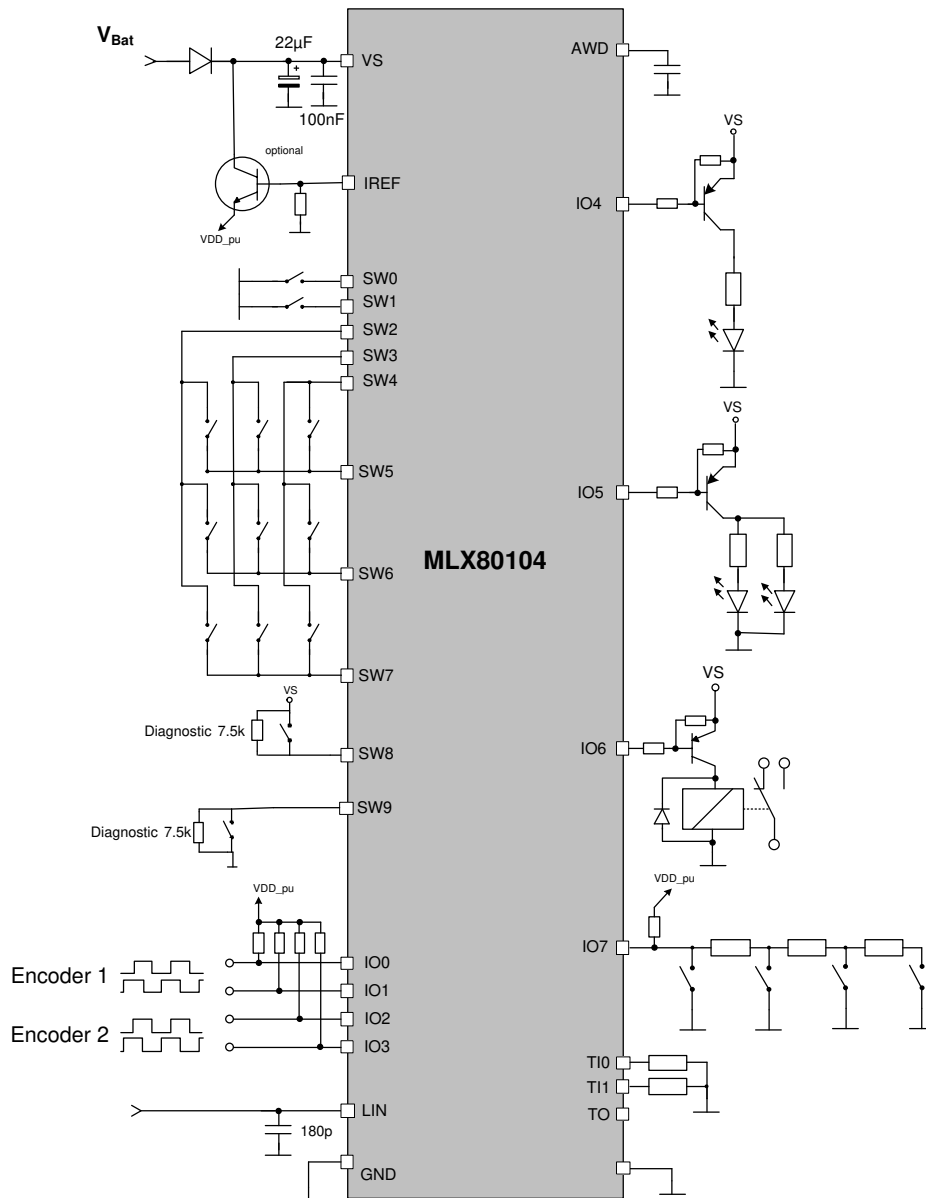 V_Bat
22µF
+
VS
100nF
optional
IREF
VDD_pu
SW0
SW1
SW2
SW3
SW4
SW5
SW6
SW7
VS
Diagnostic 7.5k
SW8
SW9
Diagnostic 7.5k
VDD_pu
Encoder 1
IO0
IO1
Encoder 2
IO2
IO3
LIN
180p
GND
MLX80104
AWD
VS
IO4
VS
IO5
VS
IO6
VDD_pu
IO7
TI0
TI1
TO